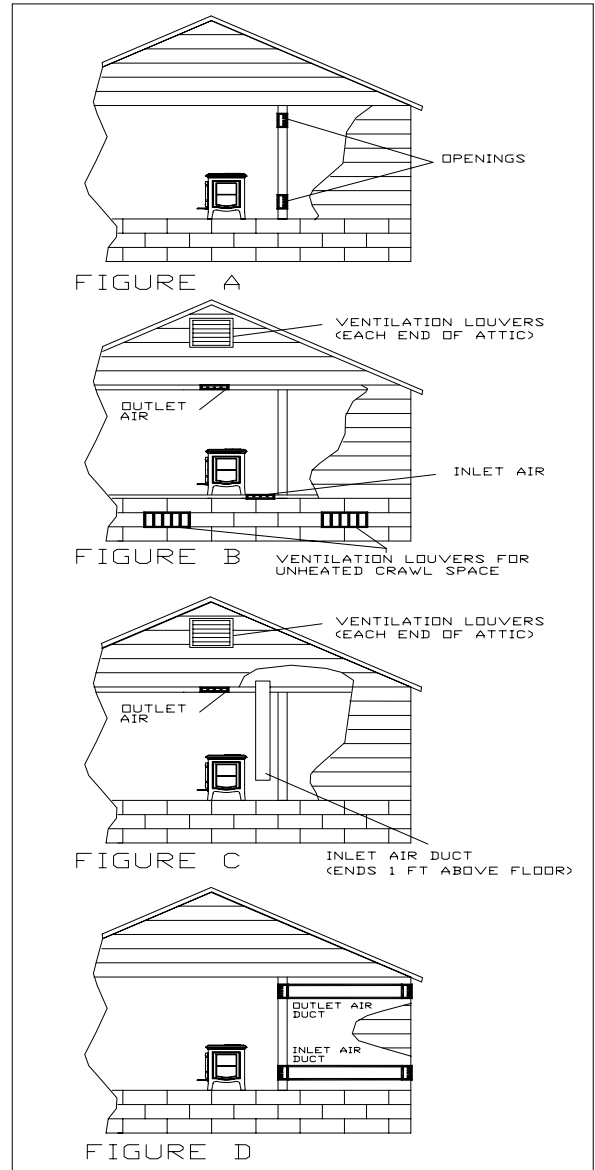 OPENINGS
FIGURE A
VENTILATION LOUVERS
(EACH END OF ATTIC)
OUTLET
AIR
INLET AIR
FIGURE B
VENTILATION LOUVERS FOR
UNHEATED CRAWL SPACE
VENTILATION LOUVERS
(EACH END OF ATTIC)
OUTLET
AIR
FIGURE C
INLET AIR DUCT
(ENDS 1 FT ABOVE FLOOR)
OUTLET AIR
DUCT
INLET AIR
DUCT
FIGURE D